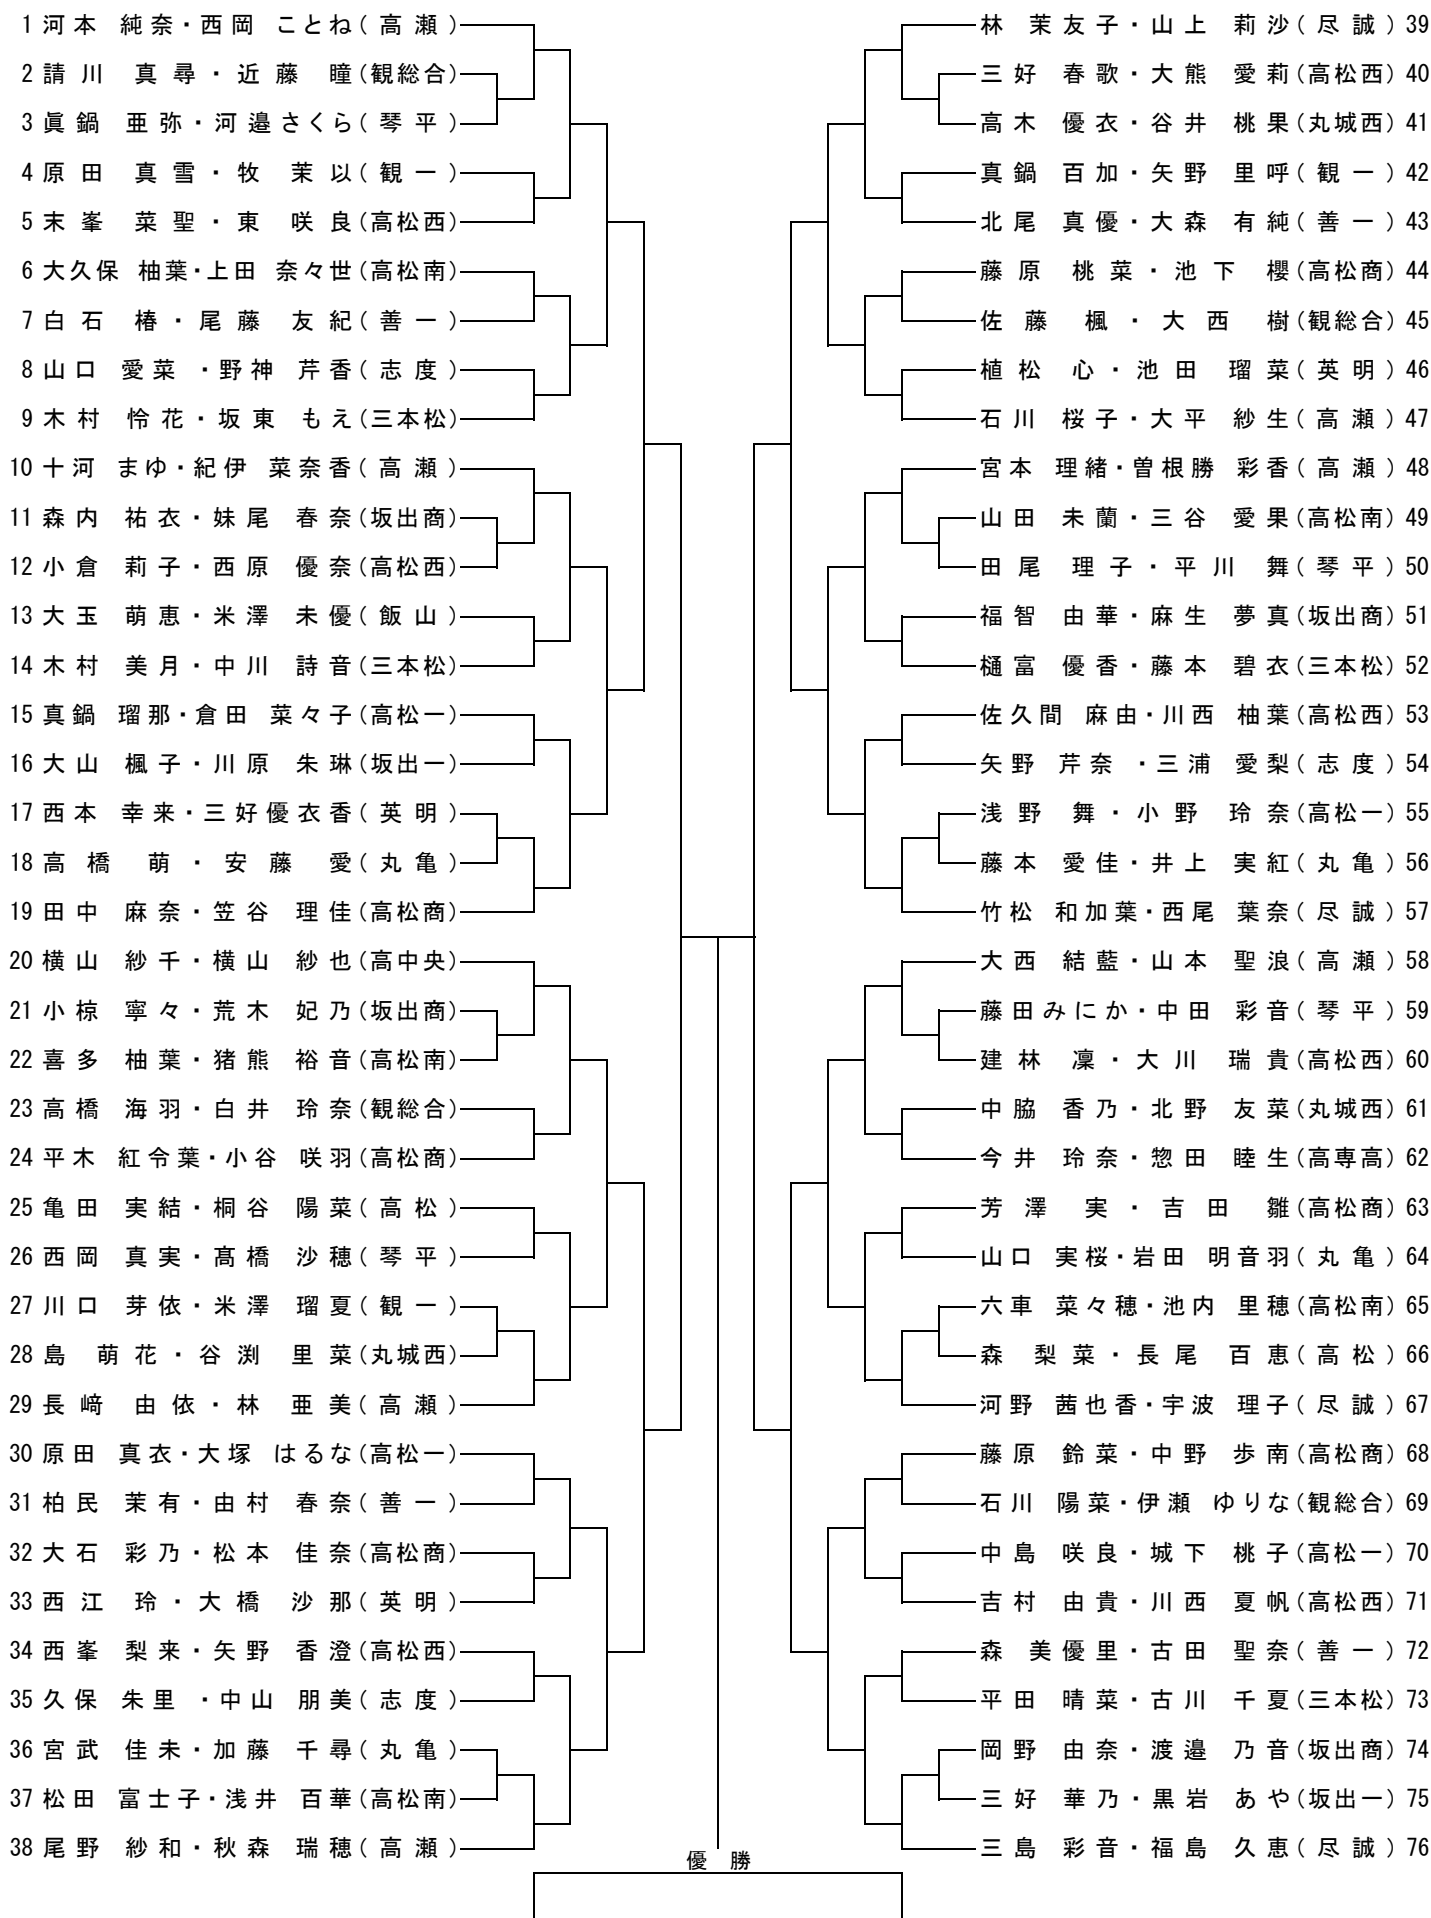 1 河本 純奈・西岡 ことね(高瀬)
2 請川 真尋・近藤 瞳(観総合)
3 眞鍋 亜弥・河邉さくら(琴平)
4 原田 真雪・牧 茉以(観一)
5 末峯 菜聖・東 咲良(高松西)
6 大久保 柚葉・上田 奈々世(高松南)
7 白石 椿・尾藤 友紀(善一)
8 山口 愛菜・野神 芹香(志度)
9 木村 怜花・坂東 もえ(三本松)
10 十河 まゆ・紀伊 菜奈香(高瀬)
11 森内 祐衣・妹尾 春奈(坂出商)
12 小倉 莉子・西原 優奈(高松西)
13 大玉 萌恵・米澤 未優(飯山)
14 木村 美月・中川 詩音(三本松)
15 真鍋 瑠那・倉田 菜々子(高松一)
16 大山 楓子・川原 朱琳(坂出一)
17 西本 幸来・三好優衣香(英明)
18 高橋 萌・安藤 愛(丸亀)
19 田中 麻奈・笠谷 理佳(高松商)
20 横山 紗千・横山 紗也(高中央)
21 小椋 寧々・荒木 妃乃(坂出商)
22 喜多 柚葉・猪熊 裕音(高松南)
23 高橋 海羽・白井 玲奈(観総合)
24 平木 紅令葉・小谷 咲羽(高松商)
25 亀田 実結・桐谷 陽菜(高松)
26 西岡 真実・髙橋 沙穂(琴平)
27 川口 芽依・米澤 瑠夏(観一)
28 島 萌花・谷渕 里菜(丸城西)
29 長﨑 由依・林 亜美(高瀬)
30 原田 真衣・大塚 はるな(高松一)
31 柏民 茉有・由村 春奈(善一)
32 大石 彩乃・松本 佳奈(高松商)
33 西江 玲・大橋 沙那(英明)
34 西峯 梨来・矢野 香澄(高松西)
35 久保 朱里・中山 朋美(志度)
36 宮武 佳未・加藤 千尋(丸亀)
37 松田 富士子・浅井 百華(高松南)
38 尾野 紗和・秋森 瑞穂(高瀬)
林 茉友子・山上 莉沙(尽誠) 39
三好 春歌・大熊 愛莉(高松西) 40
高木 優衣・谷井 桃果(丸城西) 41
真鍋 百加・矢野 里呼(観一) 42
北尾 真優・大森 有純(善一) 43
藤原 桃菜・池下 櫻(高松商) 44
佐藤 楓・大西 樹(観総合) 45
植松 心・池田 瑠菜(英明) 46
石川 桜子・大平 紗生(高瀬) 47
宮本 理緒・曽根勝 彩香(高瀬) 48
山田 未蘭・三谷 愛果(高松南) 49
田尾 理子・平川 舞(琴平) 50
福智 由華・麻生 夢真(坂出商) 51
樋富 優香・藤本 碧衣(三本松) 52
佐久間 麻由・川西 柚葉(高松西) 53
矢野 芹奈・三浦 愛梨(志度) 54
浅野 舞・小野 玲奈(高松一) 55
藤本 愛佳・井上 実紅(丸亀) 56
竹松 和加葉・西尾 葉奈(尽誠) 57
大西 結藍・山本 聖浪(高瀬) 58
藤田みにか・中田 彩音(琴平) 59
建林 凜・大川 瑞貴(高松西) 60
中脇 香乃・北野 友菜(丸城西) 61
今井 玲奈・惣田 睦生(高専高) 62
芳澤 実・吉田 雛(高松商) 63
山口 実桜・岩田 明音羽(丸亀) 64
六車 菜々穂・池内 里穂(高松南) 65
森 梨菜・長尾 百恵(高松) 66
河野 茜也香・宇波 理子(尽誠) 67
藤原 鈴菜・中野 歩南(高松商) 68
石川 陽菜・伊瀬 ゆりな(観総合) 69
中島 咲良・城下 桃子(高松一) 70
吉村 由貴・川西 夏帆(高松西) 71
森 美優里・古田 聖奈(善一) 72
平田 晴菜・古川 千夏(三本松) 73
岡野 由奈・渡邉 乃音(坂出商) 74
三好 華乃・黒岩 あや(坂出一) 75
三島 彩音・福島 久恵(尽誠) 76
優勝